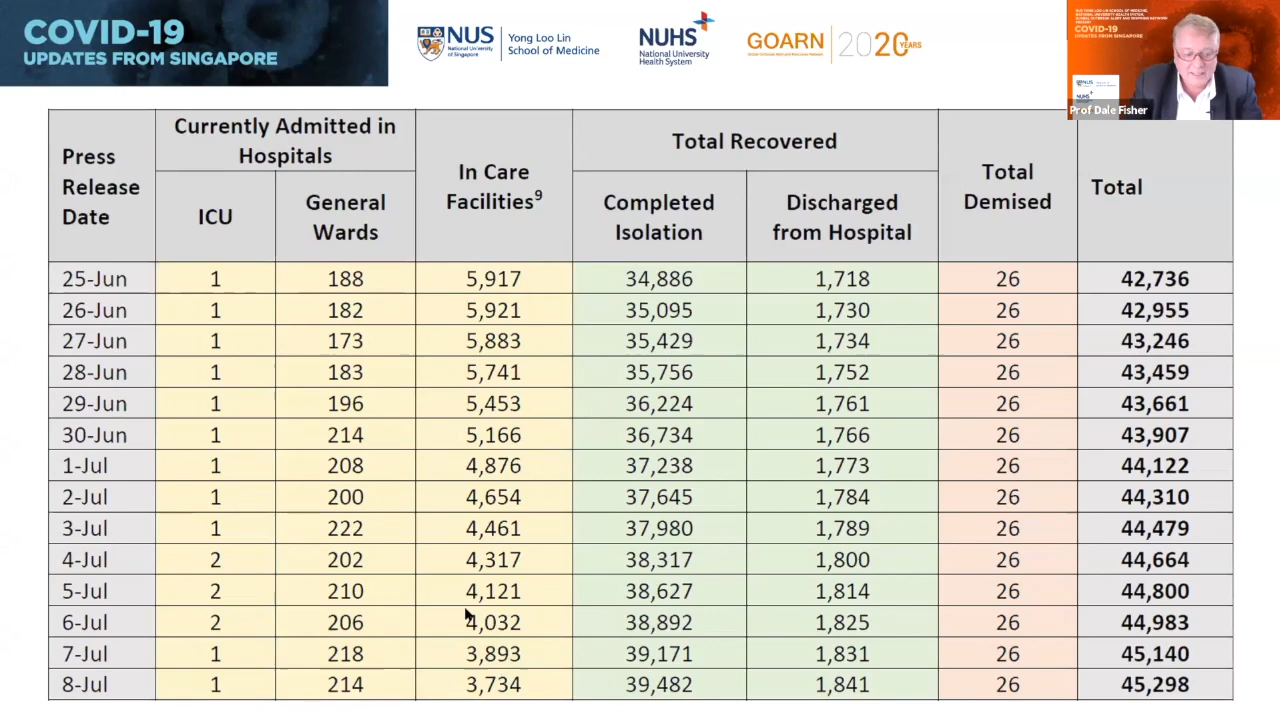 COVID-19
UPDATES FROM SINGAPORE
NUS
National University
of Singapore
Yong Loo Lin
School of Medicine
NUHS
National University
Health System
GOARN
2020 YEARS
COVID-19
UPDATES FROM SINGAPORE
NUS
NUHS
Prof Dale Fisher
Press Release Date | Currently Admitted in Hospitals | In Care Facilities9 | Total Recovered | Total Demised | Total
ICU | General Wards | Completed Isolation | Discharged from Hospital
25-Jun 1 188 5,917 34,886 1,718 26 42,736
26-Jun 1 182 5,921 35,095 1,730 26 42,955
27-Jun 1 173 5,883 35,429 1,734 26 43,246
28-Jun 1 183 5,741 35,756 1,752 26 43,459
29-Jun 1 196 5,453 36,224 1,761 26 43,661
30-Jun 1 214 5,166 36,734 1,766 26 43,907
1-Jul 1 208 4,876 37,238 1,773 26 44,122
2-Jul 1 200 4,654 37,645 1,784 26 44,310
3-Jul 1 222 4,461 37,980 1,789 26 44,479
4-Jul 2 202 4,317 38,317 1,800 26 44,664
5-Jul 2 210 4,121 38,627 1,814 26 44,800
6-Jul 2 206 4,032 38,892 1,825 26 44,983
7-Jul 1 218 3,893 39,171 1,831 26 45,140
8-Jul 1 214 3,734 39,482 1,841 26 45,298